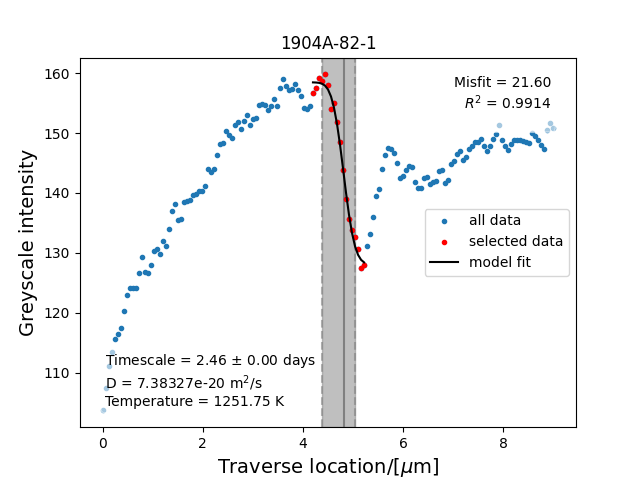 1904A-82-1
Misfit = 21.60
R² = 0.9914
Greyscale intensity
160
150
140
130
120
110
all data
selected data
model fit
Timescale = 2.46 ± 0.00 days
D = 7.38327e-20 m²/s
Temperature = 1251.75 K
0 2 4 6 8
Traverse location/[μm]